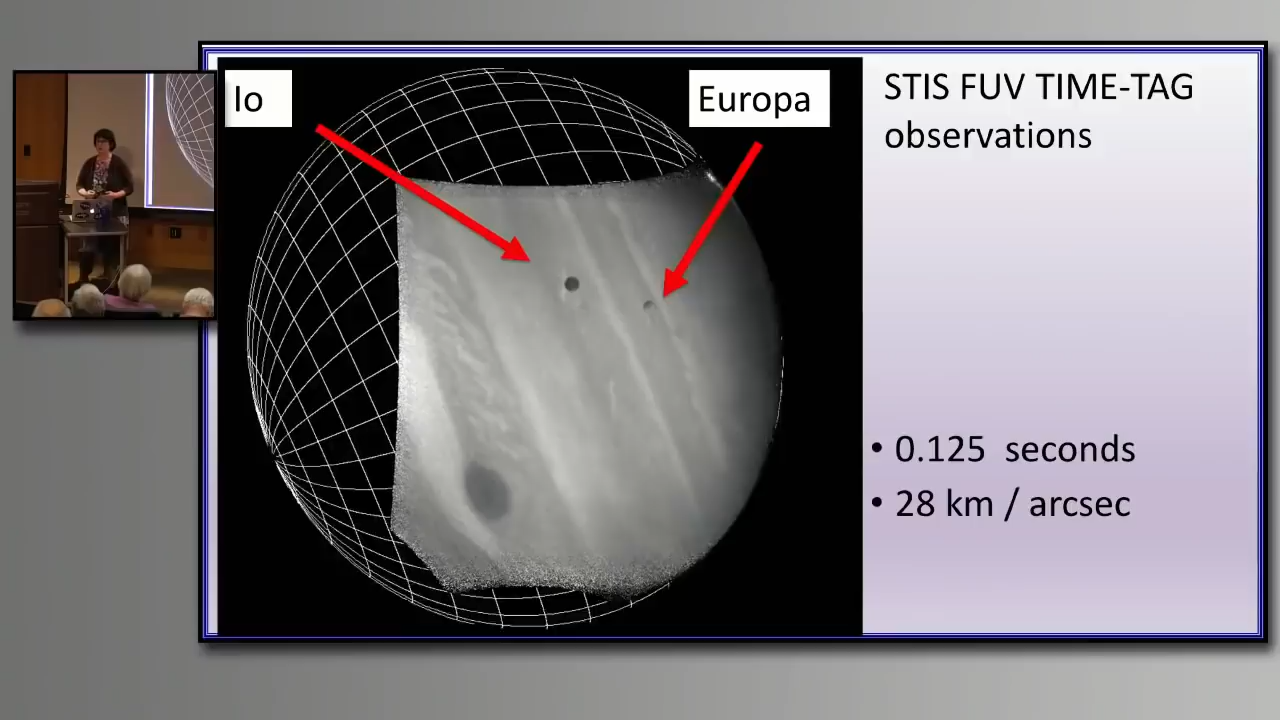 Io
Europa
STIS FUV TIME-TAG
observations
• 0.125  seconds
• 28 km / arcsec